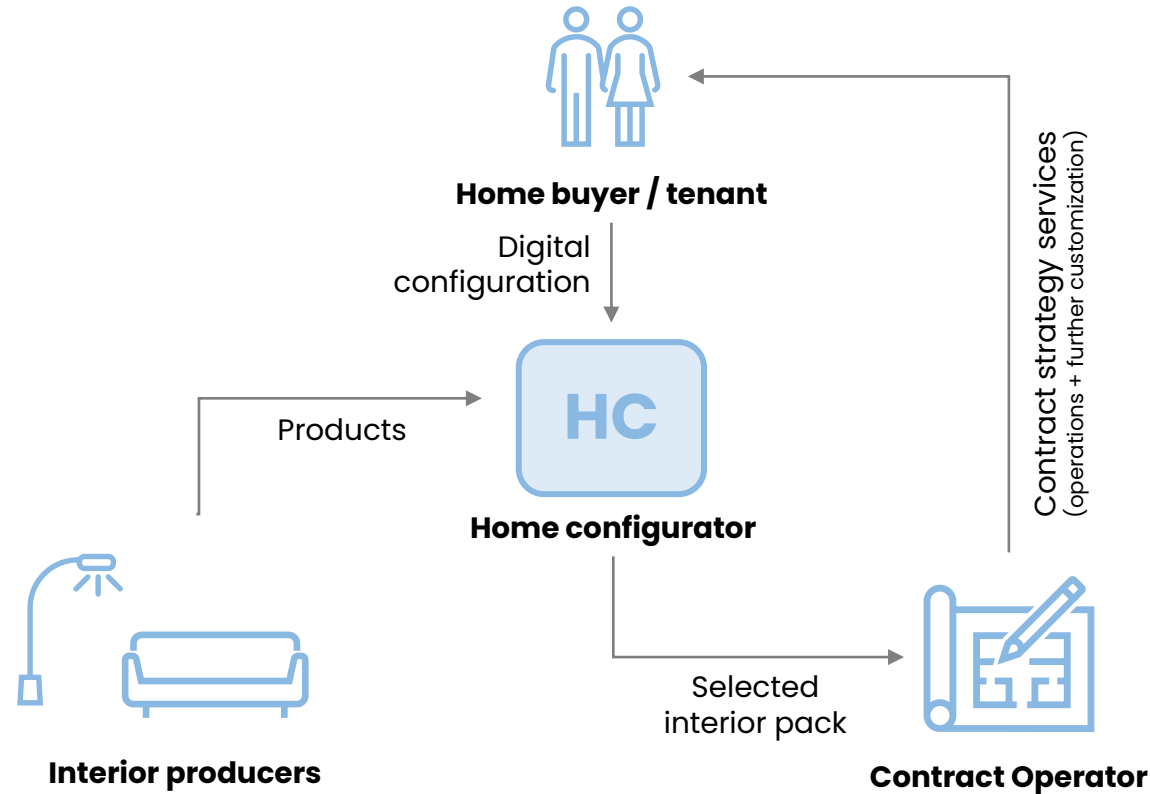 Home buyer / tenant
Digital
configuration
Contract strategy services
(operations + further customization)
HC
Products
Home configurator
Selected
interior pack
Interior producers
Contract Operator